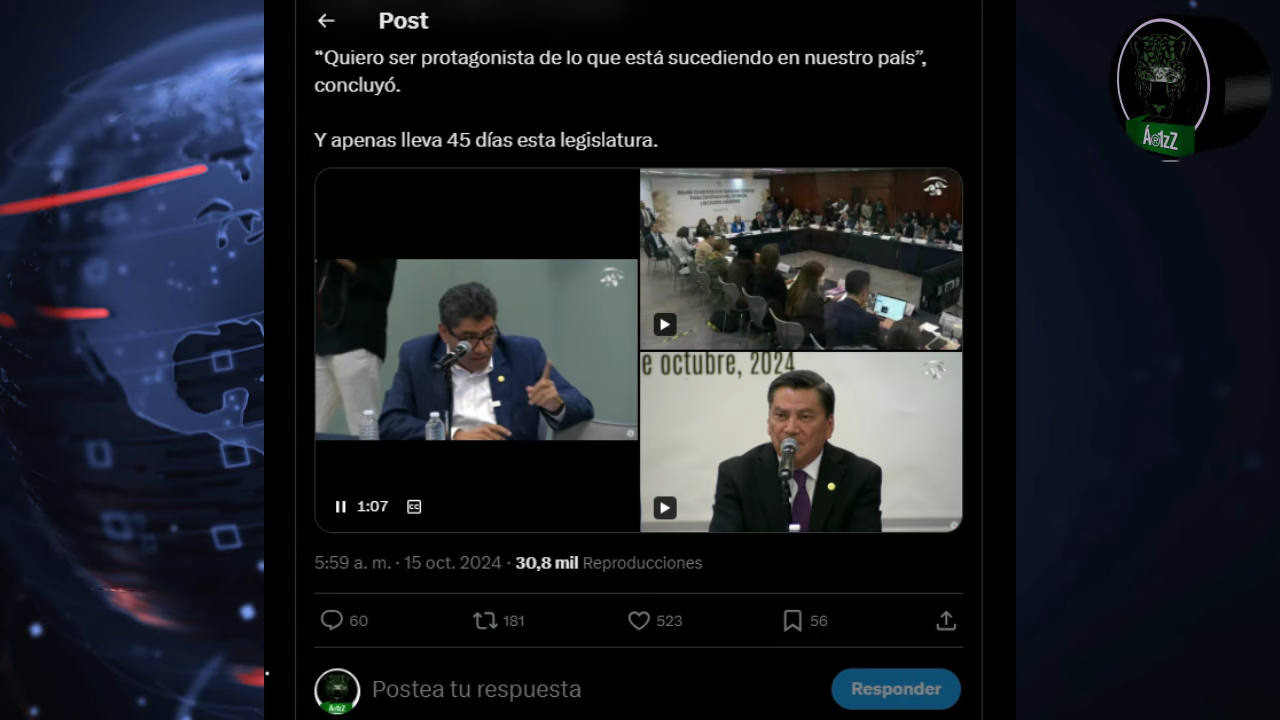 Post
“Quiero ser protagonista de lo que está sucediendo en nuestro país”,
concluyó.
Y apenas lleva 45 días esta legislatura.
e octubre, 2024
1:07
CC
5:59 a. m. · 15 oct. 2024 · 30,8 mil Reproducciones
60
181
523
56
Postea tu respuesta
Responder